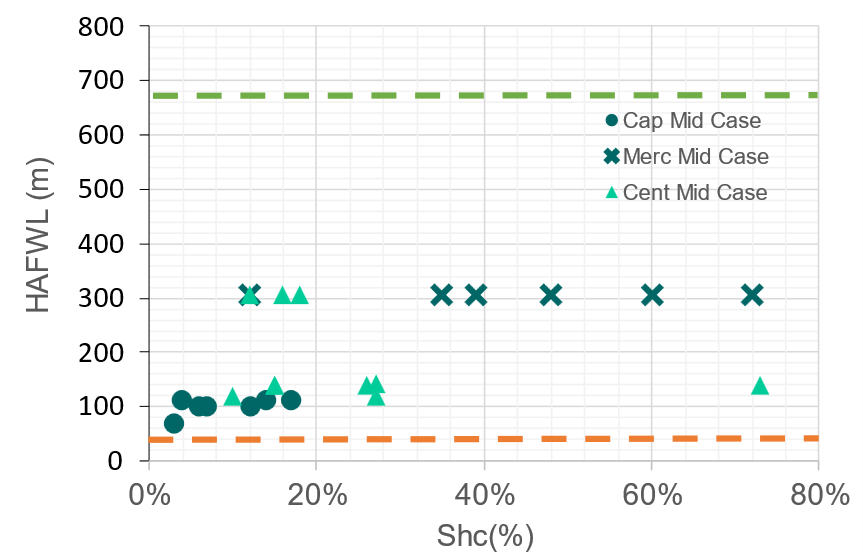 800
700
600
500
400
300
200
100
0
HAFWL (m)
Cap Mid Case
Merc Mid Case
Cent Mid Case
0% 20% 40% 60% 80%
Shc(%)